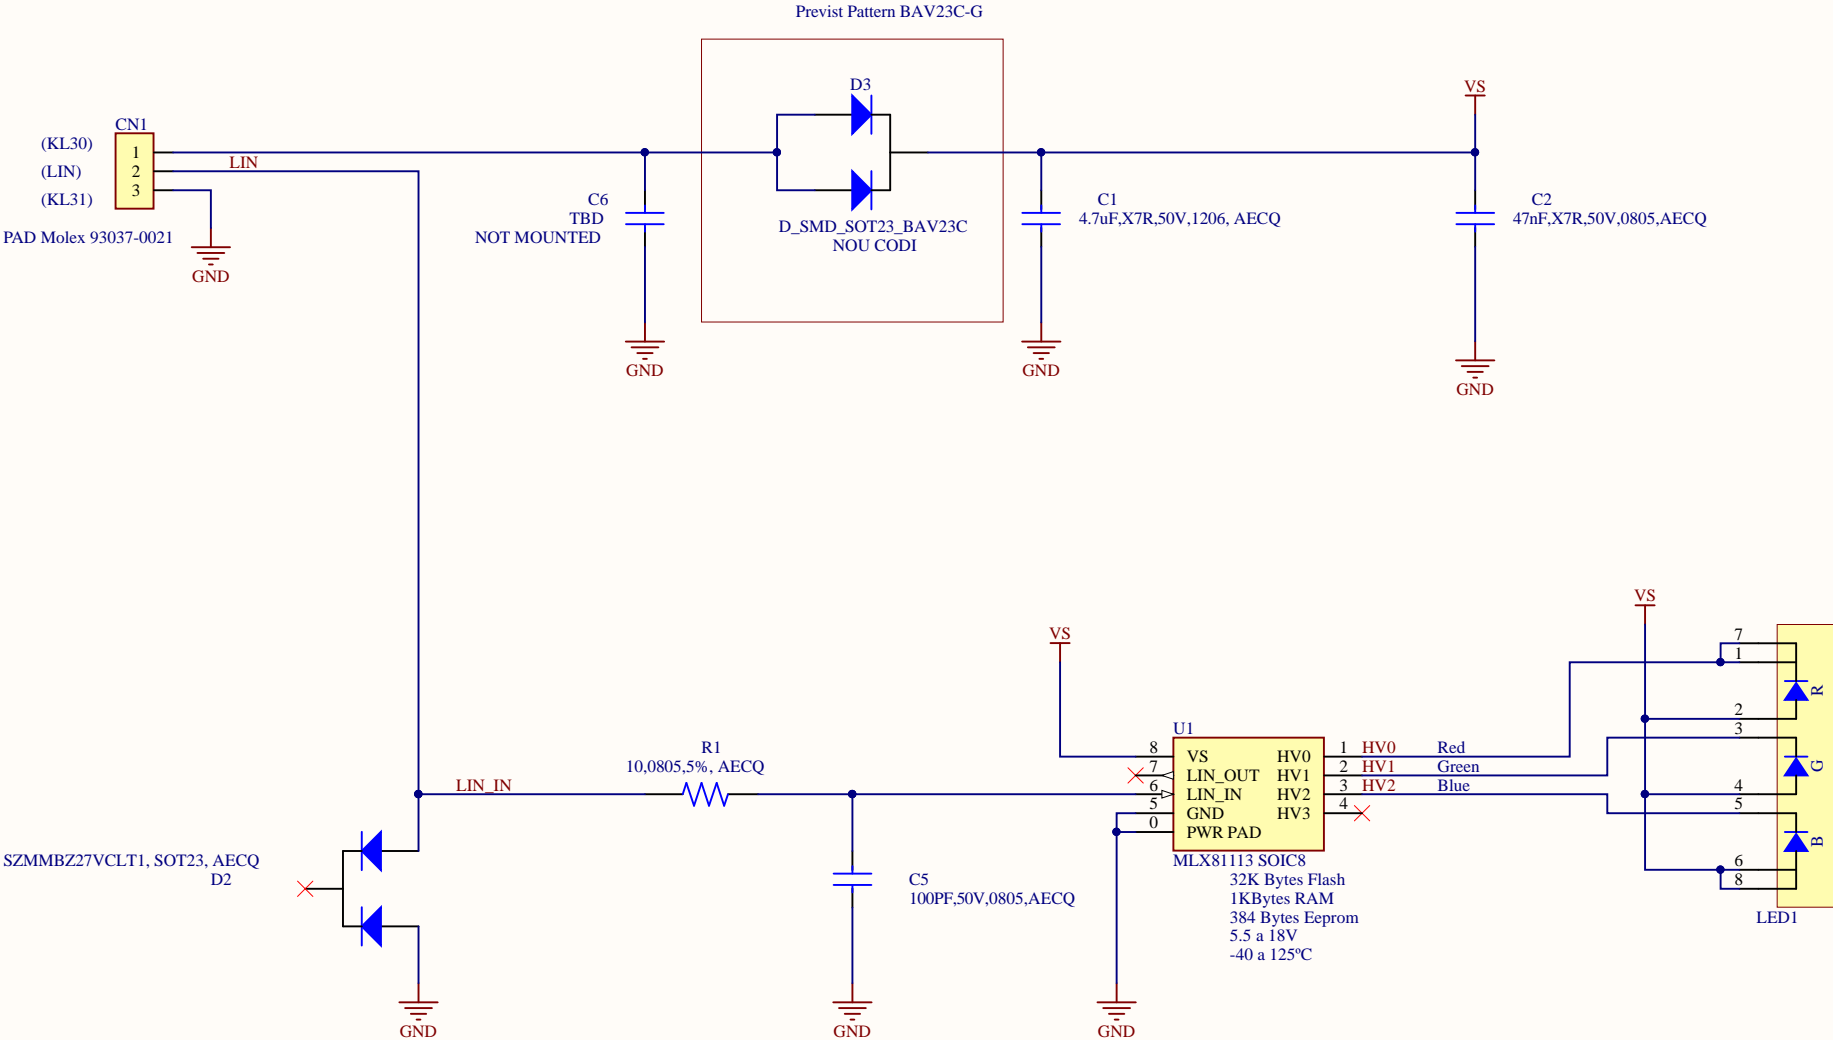 Previst Pattern BAV23C-G
D3
D_SMD_SOT23_BAV23C
NOU CODI
CN1
(KL30)
(LIN)
(KL31)
1
2
3
LIN
PAD Molex 93037-0021
GND
C6
TBD
NOT MOUNTED
GND
C1
4.7uF,X7R,50V,1206, AECQ
GND
VS
C2
47nF,X7R,50V,0805,AECQ
GND
LIN_IN
R1
10,0805,5%, AECQ
SZMMBZ27VCLT1, SOT23, AECQ
D2
GND
C5
100PF,50V,0805,AECQ
GND
VS
U1
8 VS HV0 1 HV0 Red
7 LIN_OUT HV1 2 HV1 Green
6 LIN_IN HV2 3 HV2 Blue
5 GND HV3 4
0 PWR PAD
MLX81113 SOIC8
32K Bytes Flash
1KBytes RAM
384 Bytes Eeprom
5.5 a 18V
-40 a 125ºC
GND
VS
7
1
R
2
3
G
4
5
B
6
8
LED1